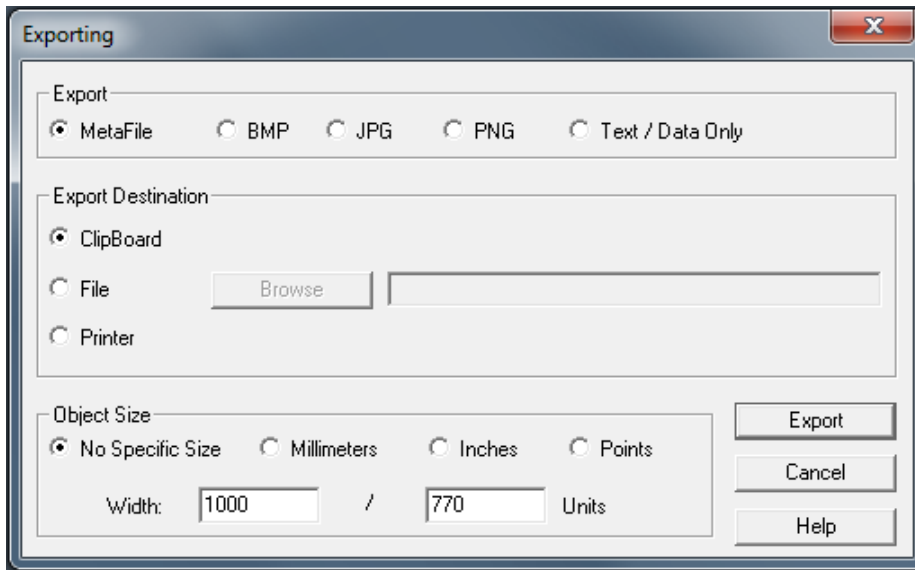 Exporting
Export
MetaFile BMP JPG PNG Text / Data Only
Export Destination
ClipBoard
File Browse
Printer
Object Size
No Specific Size Millimeters Inches Points
Width: 1000 / 770 Units
Export
Cancel
Help